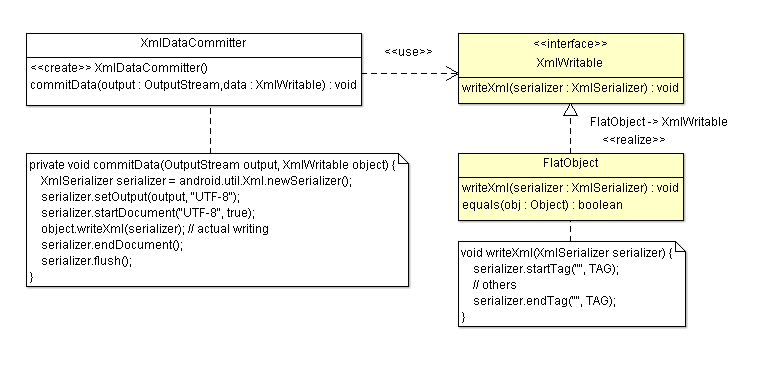 XmlDataCommitter
<<create>> XmlDataCommitter()
commitData(output : OutputStream,data : XmlWritable) : void
<<use>>
<<interface>>
XmlWritable
writeXml(serializer : XmlSerializer) : void
FlatObject -> XmlWritable
<<realize>>
FlatObject
writeXml(serializer : XmlSerializer) : void
equals(obj : Object) : boolean
private void commitData(OutputStream output, XmlWritable object) {
XmlSerializer serializer = android.util.Xml.newSerializer();
serializer.setOutput(output, "UTF-8");
serializer.startDocument("UTF-8", true);
object.writeXml(serializer); // actual writing
serializer.endDocument();
serializer.flush();
}
void writeXml(XmlSerializer serializer) {
serializer.startTag("", TAG);
// others
serializer.endTag("", TAG);
}